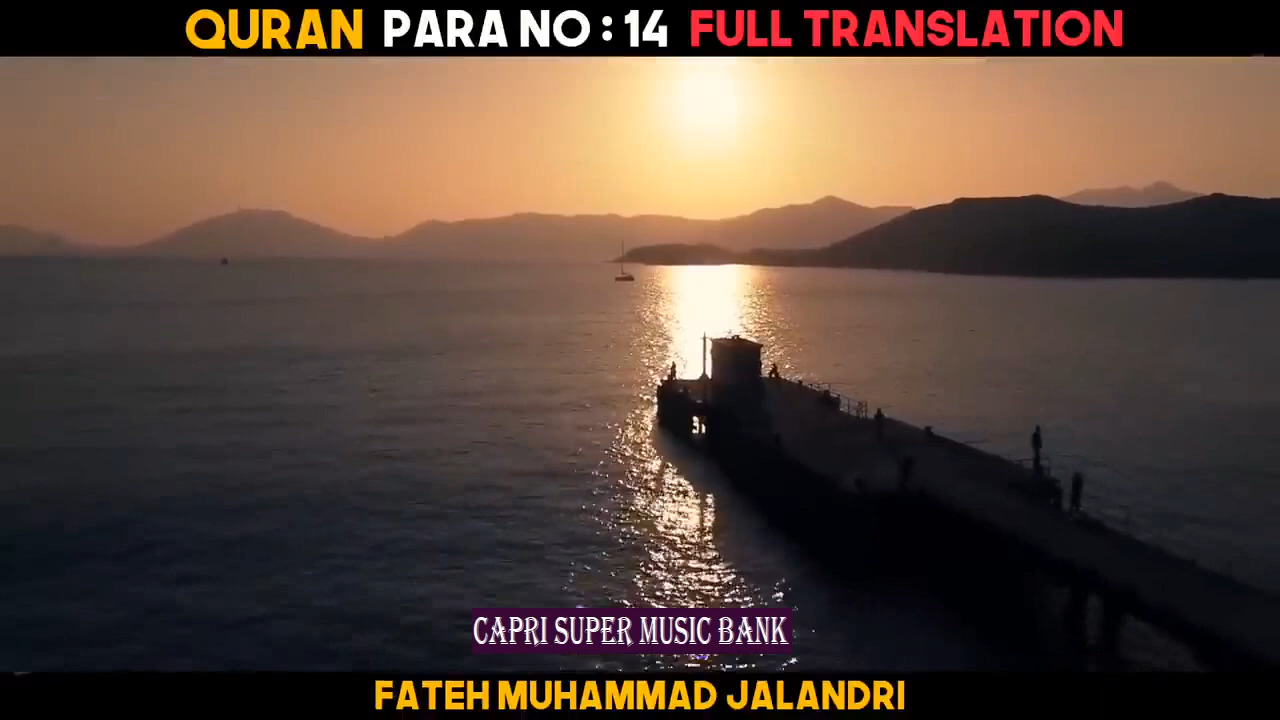 QURAN PARA NO : 14 FULL TRANSLATION
CAPRI SUPER MUSIC BANK
FATEH MUHAMMAD JALANDRI